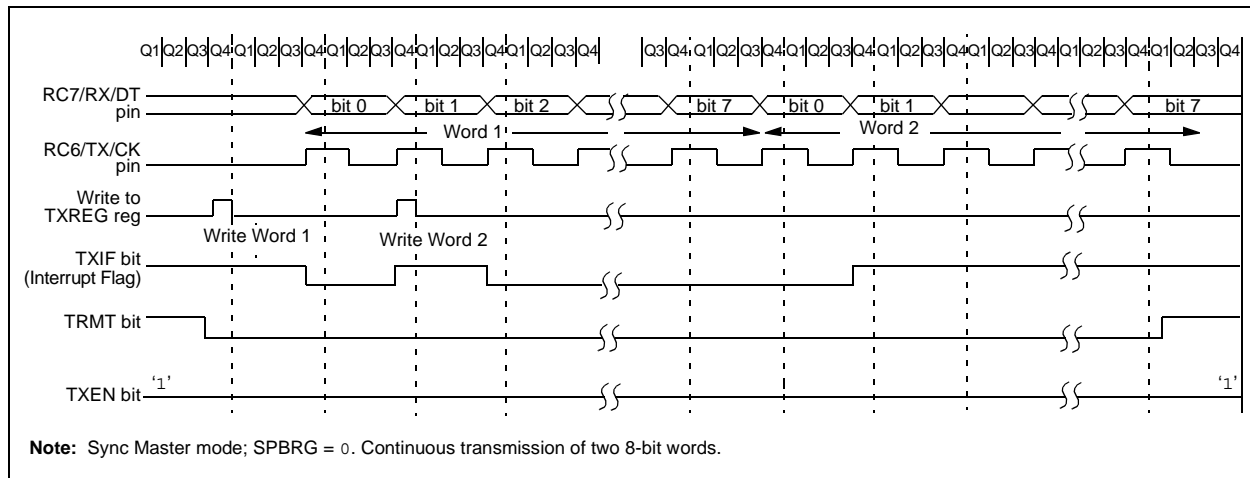 Q1 Q2 Q3 Q4 Q1 Q2 Q3 Q4 Q1 Q2 Q3 Q4 Q1 Q2 Q3 Q4 Q1 Q2 Q3 Q4 Q3 Q4 Q1 Q2 Q3 Q4 Q1 Q2 Q3 Q4 Q1 Q2 Q3 Q4 Q1 Q2 Q3 Q4 Q1 Q2 Q3 Q4 Q1 Q2 Q3 Q4
RC7/RX/DT
pin
bit 0 bit 1 bit 2 bit 7 bit 0 bit 1 bit 7
Word 1 Word 2
RC6/TX/CK
pin
Write to
TXREG reg
Write Word 1 Write Word 2
TXIF bit
(Interrupt Flag)
TRMT bit
TXEN bit
‘1’ ‘1’
Note: Sync Master mode; SPBRG = 0. Continuous transmission of two 8-bit words.